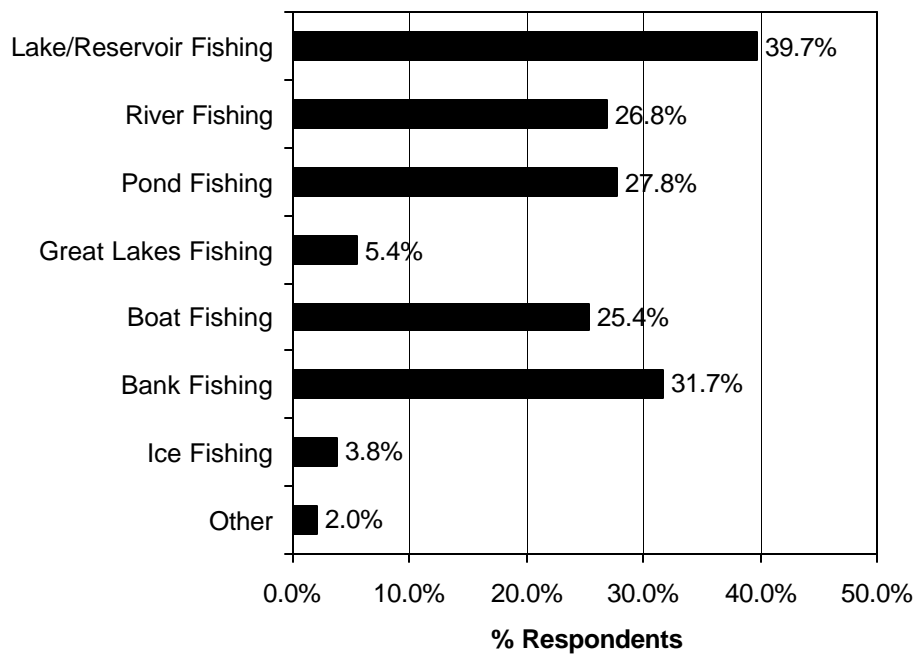 Lake/Reservoir Fishing 39.7%
River Fishing 26.8%
Pond Fishing 27.8%
Great Lakes Fishing 5.4%
Boat Fishing 25.4%
Bank Fishing 31.7%
Ice Fishing 3.8%
Other 2.0%
0.0% 10.0% 20.0% 30.0% 40.0% 50.0%
% Respondents